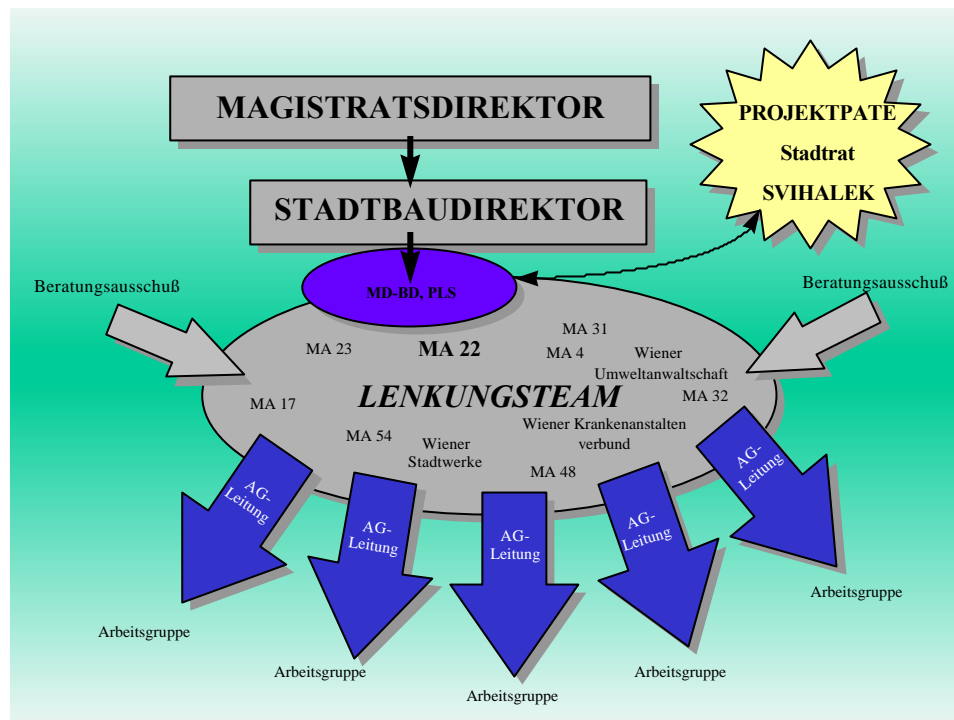 MAGISTRATSDIREKTOR
PROJEKTPATE
Stadtrat
SVIHALEK
STADTBAUDIREKTOR
Beratungsausschuß
Beratungsausschuß
MD-BD, PLS
MA 23
MA 22
MA 31
MA 4
Wiener
Umweltanwaltschaft
MA 17
LENKUNGSTEAM
MA 32
MA 54
Wiener
Stadtwerke
Wiener Krankenanstalten
verbund
MA 48
AG-
Leitung
AG-
Leitung
AG-
Leitung
AG-
Leitung
AG-
Leitung
Arbeitsgruppe
Arbeitsgruppe
Arbeitsgruppe
Arbeitsgruppe
Arbeitsgruppe